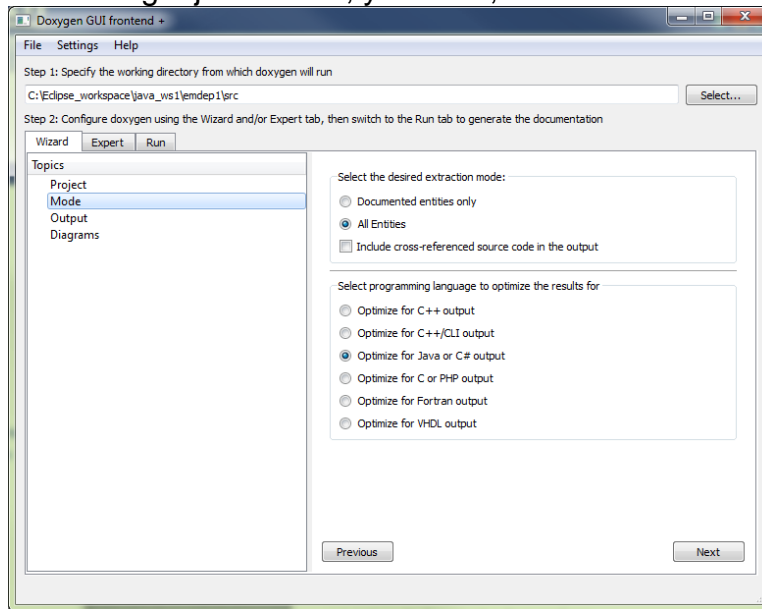 Doxygen GUI frontend +
File Settings Help
Step 1: Specify the working directory from which doxygen will run
C:\Eclipse_workspace\java_ws1\emdep1\src
Select...
Step 2: Configure doxygen using the Wizard and/or Expert tab, then switch to the Run tab to generate the documentation
Wizard Expert Run
Topics
Project
Mode
Output
Diagrams
Select the desired extraction mode:
Documented entities only
All Entities
Include cross-referenced source code in the output
Select programming language to optimize the results for
Optimize for C++ output
Optimize for C++/CLI output
Optimize for Java or C# output
Optimize for C or PHP output
Optimize for Fortran output
Optimize for VHDL output
Previous Next